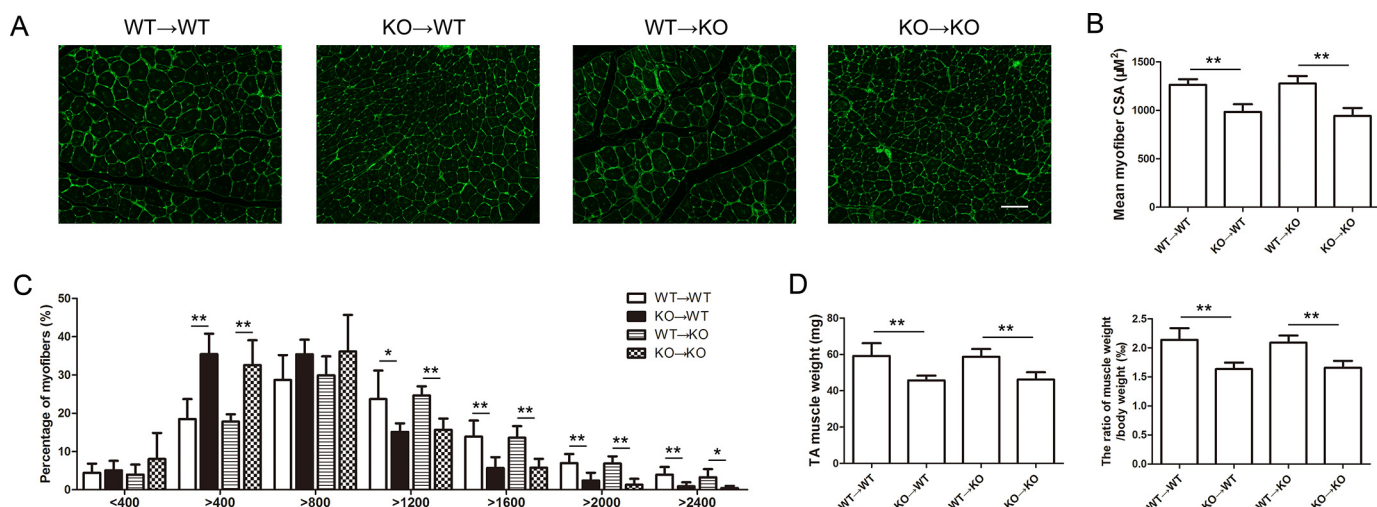 A
WT→WT
KO→WT
WT→KO
KO→KO
B
Mean myofiber CSA (μM²)
1500
1000
500
0
**
**
WT→WT
KO→WT
WT→KO
KO→KO
C
Percentage of myofibers (%)
50
40
30
20
10
0
**
**
*
**
**
**
**
**
**
*
WT→WT
KO→WT
WT→KO
KO→KO
<400
>400
>800
>1200
>1600
>2000
>2400
D
TA muscle weight (mg)
80
60
40
20
0
**
**
WT→WT
KO→WT
WT→KO
KO→KO
The ratio of muscle weight
/body weight (‰)
2.5
2.0
1.5
1.0
0.5
0.0
**
**
WT→WT
KO→WT
WT→KO
KO→KO